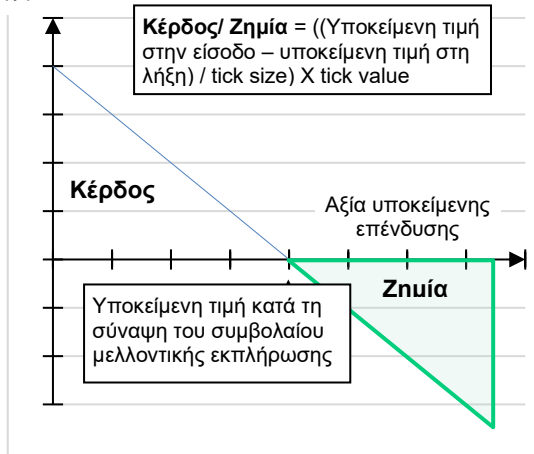 Κέρδος/ Ζημία = ((Υποκείμενη τιμή
στην είσοδο – υποκείμενη τιμή στη
λήξη) / tick size) X tick value
Κέρδος
Αξία υποκείμενης
επένδυσης
Ζημία
Υποκείμενη τιμή κατά τη
σύναψη του συμβολαίου
μελλοντικής εκπλήρωσης